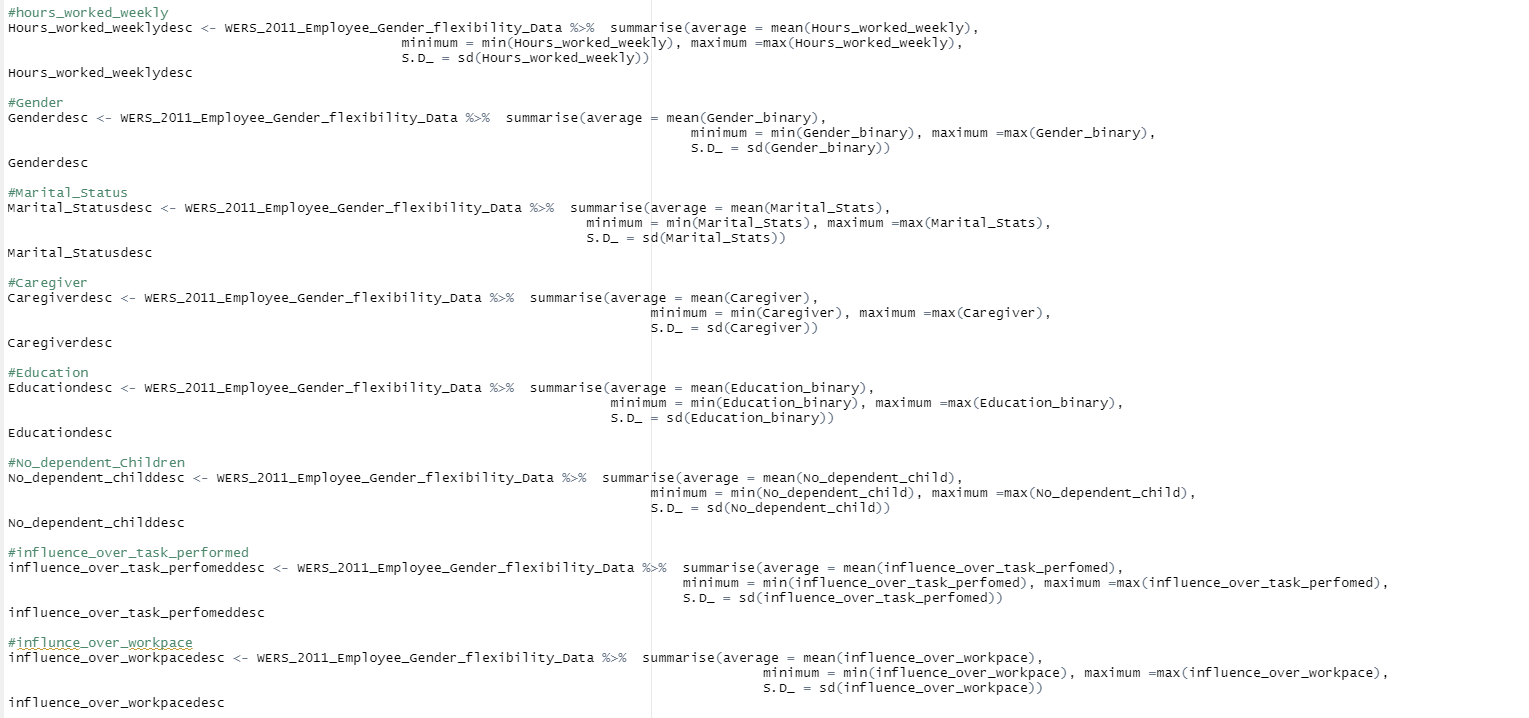 #hours_worked_weekly
Hours_worked_weeklydesc <- WERS_2011_Employee_Gender_flexibility_Data %>%  summarise(average = mean(Hours_worked_weekly),
minimum = min(Hours_worked_weekly), maximum =max(Hours_worked_weekly),
S.D_ = sd(Hours_worked_weekly))
Hours_worked_weeklydesc
#Gender
Genderdesc <- WERS_2011_Employee_Gender_flexibility_Data %>%  summarise(average = mean(Gender_binary),
minimum = min(Gender_binary), maximum =max(Gender_binary),
S.D_ = sd(Gender_binary))
Genderdesc
#Marital_Status
Marital_Statusdesc <- WERS_2011_Employee_Gender_flexibility_Data %>%  summarise(average = mean(Marital_Stats),
minimum = min(Marital_Stats), maximum =max(Marital_Stats),
S.D_ = sd(Marital_Stats))
Marital_Statusdesc
#Caregiver
Caregiverdesc <- WERS_2011_Employee_Gender_flexibility_Data %>%  summarise(average = mean(Caregiver),
minimum = min(Caregiver), maximum =max(Caregiver),
S.D_ = sd(Caregiver))
Caregiverdesc
#Education
Educationdesc <- WERS_2011_Employee_Gender_flexibility_Data %>%  summarise(average = mean(Education_binary),
minimum = min(Education_binary), maximum =max(Education_binary),
S.D_ = sd(Education_binary))
Educationdesc
#No_dependent_Children
No_dependent_childdesc <- WERS_2011_Employee_Gender_flexibility_Data %>%  summarise(average = mean(No_dependent_child),
minimum = min(No_dependent_child), maximum =max(No_dependent_child),
S.D_ = sd(No_dependent_child))
No_dependent_childdesc
#influence_over_task_performed
influence_over_task_perfomeddesc <- WERS_2011_Employee_Gender_flexibility_Data %>%  summarise(average = mean(influence_over_task_perfomed),
minimum = min(influence_over_task_perfomed), maximum =max(influence_over_task_perfomed),
S.D_ = sd(influence_over_task_perfomed))
influence_over_task_perfomeddesc
#influnce_over_workpace
influence_over_workpacedesc <- WERS_2011_Employee_Gender_flexibility_Data %>%  summarise(average = mean(influence_over_workpace),
minimum = min(influence_over_workpace), maximum =max(influence_over_workpace),
S.D_ = sd(influence_over_workpace))
influence_over_workpacedesc